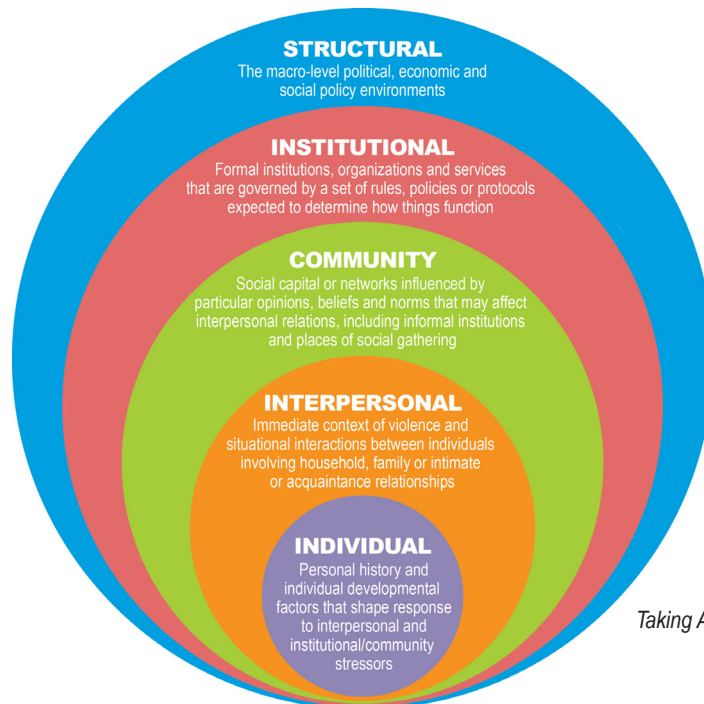 STRUCTURAL
The macro-level political, economic and
social policy environments
INSTITUTIONAL
Formal institutions, organizations and services
that are governed by a set of rules, policies or protocols
expected to determine how things function
COMMUNITY
Social capital or networks influenced by
particular opinions, beliefs and norms that may affect
interpersonal relations, including informal institutions
and places of social gathering
INTERPERSONAL
Immediate context of violence and
situational interactions between individuals
involving household, family or intimate
or acquaintance relationships
INDIVIDUAL
Personal history and
individual developmental
factors that shape response
to interpersonal and
institutional/community
stressors
Taking A